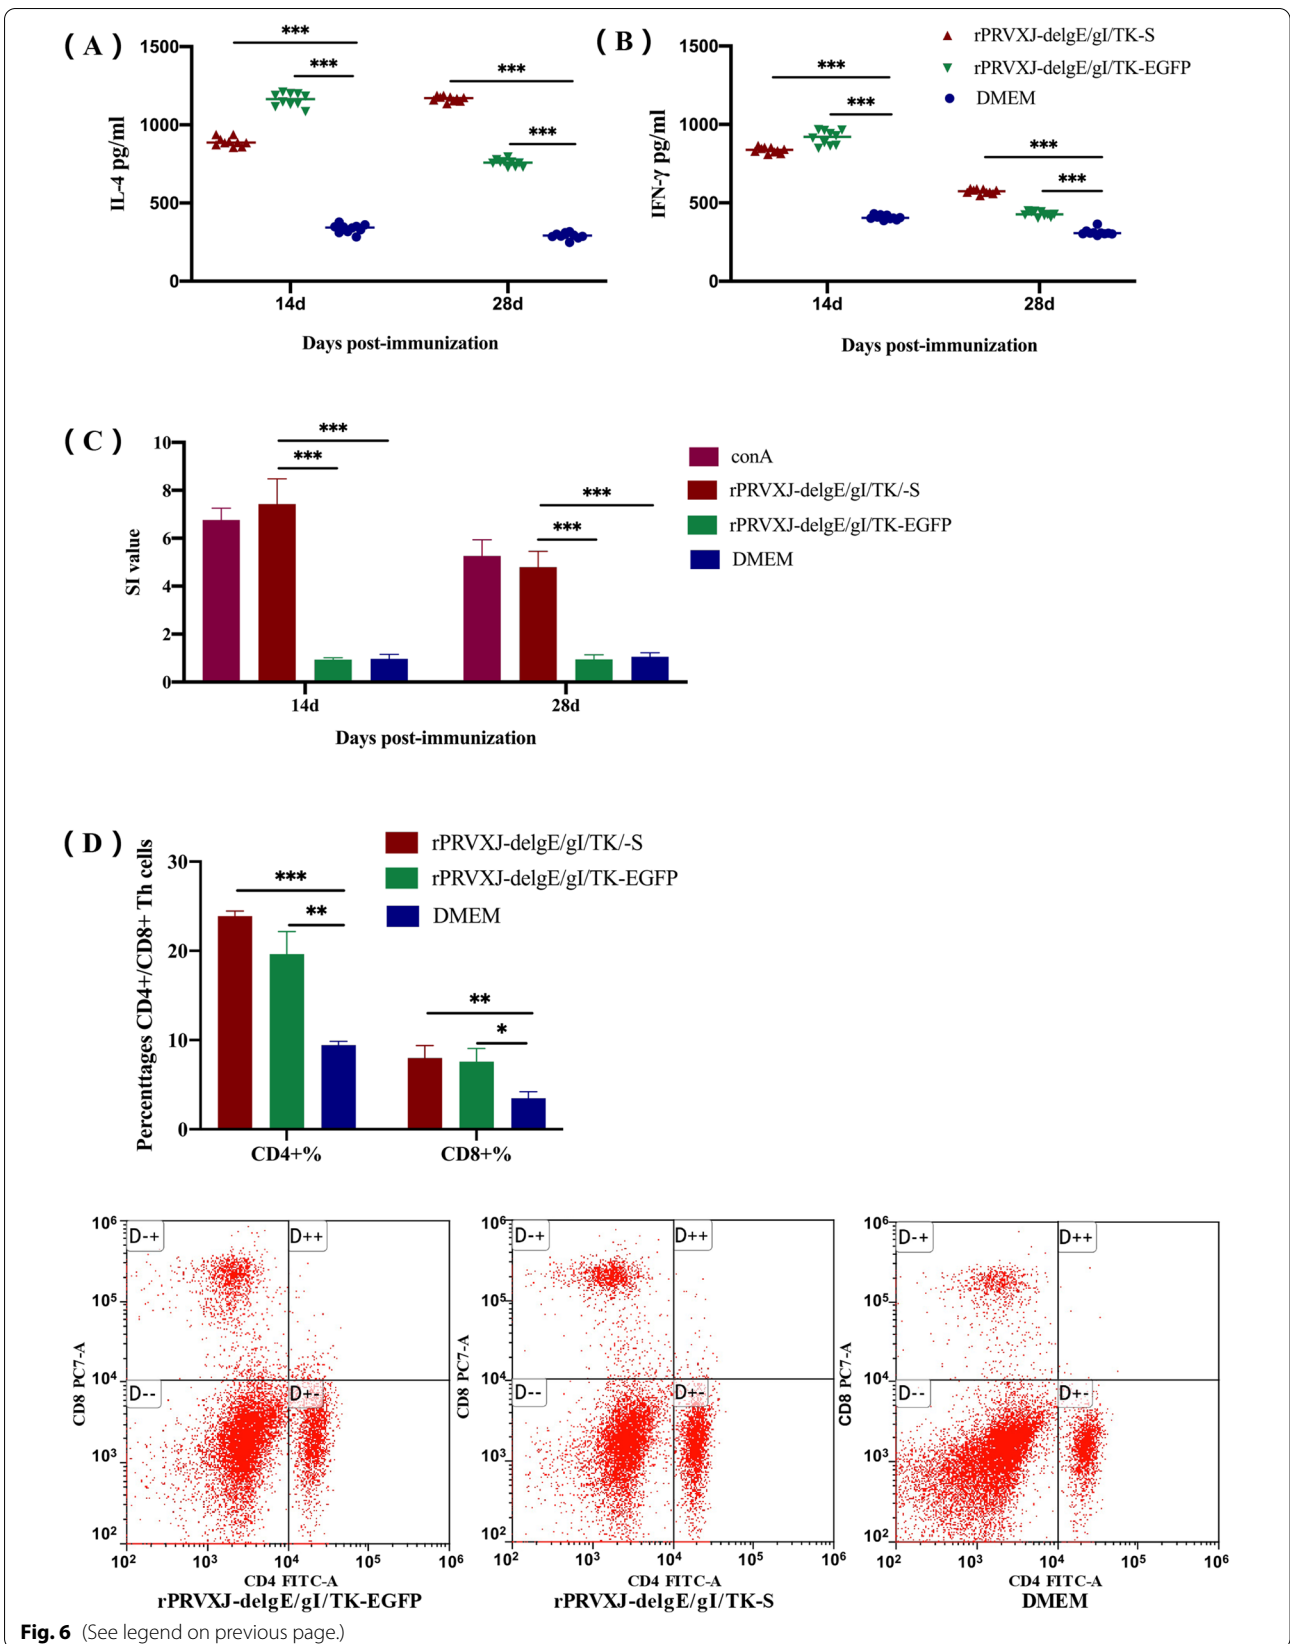 ( A )
IL-4 pg/ml
1500
1000
500
0
***
***
***
***
14d
28d
Days post-immunization
( B )
IFN-γ pg/ml
1500
1000
500
0
***
***
***
***
14d
28d
Days post-immunization
rPRVXJ-delgE/gI/TK-S
rPRVXJ-delgE/gI/TK-EGFP
DMEM
( C )
SI value
10
8
6
4
2
0
***
***
***
***
14d
28d
Days post-immunization
conA
rPRVXJ-delgE/gI/TK/-S
rPRVXJ-delgE/gI/TK-EGFP
DMEM
( D )
Percenttages CD4+/CD8+ Th cells
30
20
10
0
***
**
**
*
CD4+%
CD8+%
rPRVXJ-delgE/gI/TK/-S
rPRVXJ-delgE/gI/TK-EGFP
DMEM
D-+
D++
D--
D+-
CD8 PC7-A
10⁶
10⁵
10⁴
10³
10²
10² 10³ 10⁴ 10⁵ 10⁶
CD4 FITC-A
rPRVXJ-delgE/gI/TK-EGFP
D-+
D++
D--
D+-
CD8 PC7-A
10⁶
10⁵
10⁴
10³
10²
10² 10³ 10⁴ 10⁵ 10⁶
CD4 FITC-A
rPRVXJ-delgE/gI/TK-S
D-+
D++
D--
D+-
CD8 PC7-A
10⁶
10⁵
10⁴
10³
10²
10² 10³ 10⁴ 10⁵ 10⁶
CD4 FITC-A
DMEM
Fig. 6 (See legend on previous page.)